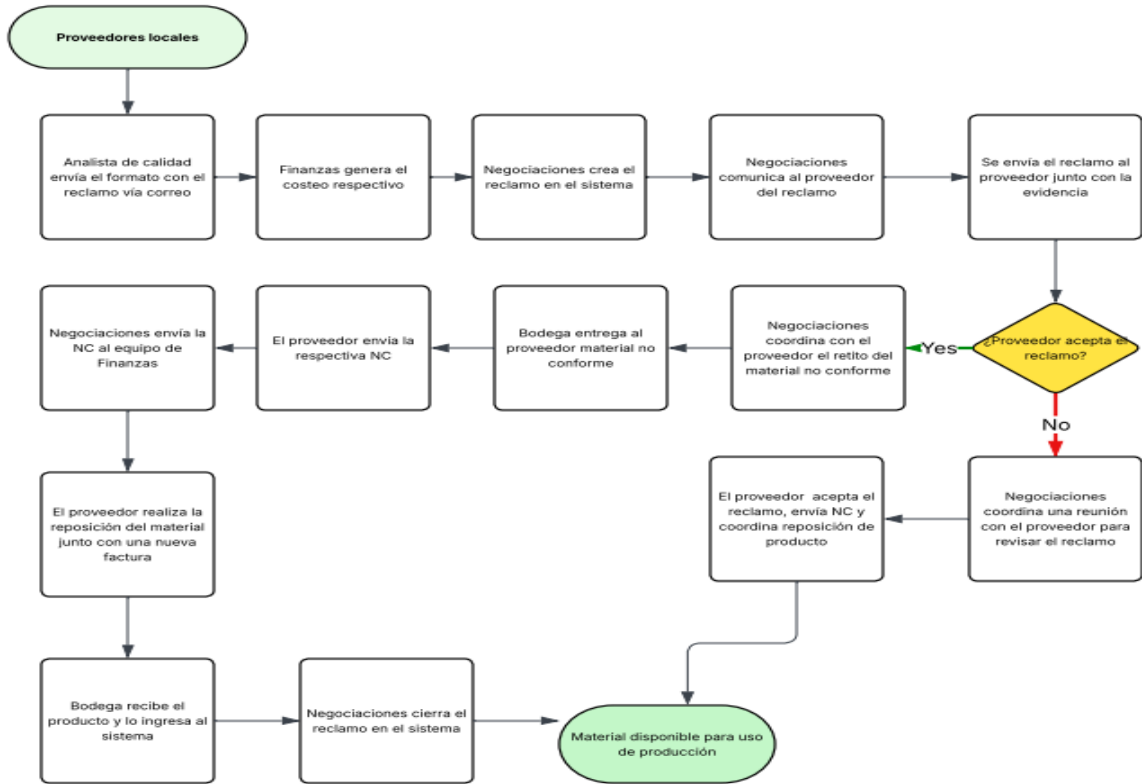 Proveedores locales
Analista de calidad
envía el formato con el
reclamo vía correo
Finanzas genera el
costeo respectivo
Negociaciones crea el
reclamo en el sistema
Negociaciones
comunica al proveedor
del reclamo
Se envía el reclamo al
proveedor junto con la
evidencia
¿Proveedor acepta el
reclamo?
Yes
Negociaciones
coordina con el
proveedor el retito del
material no conforme
Bodega entrega al
proveedor material no
conforme
El proveedor envía la
respectiva NC
Negociaciones envía la
NC al equipo de
Finanzas
No
Negociaciones
coordina una reunión
con el proveedor para
revisar el reclamo
El proveedor acepta el
reclamo, envía NC y
coordina reposición de
producto
El proveedor realiza la
reposición del material
junto con una nueva
factura
Bodega recibe el
producto y lo ingresa al
sistema
Negociaciones cierra el
reclamo en el sistema
Material disponible para uso
de producción